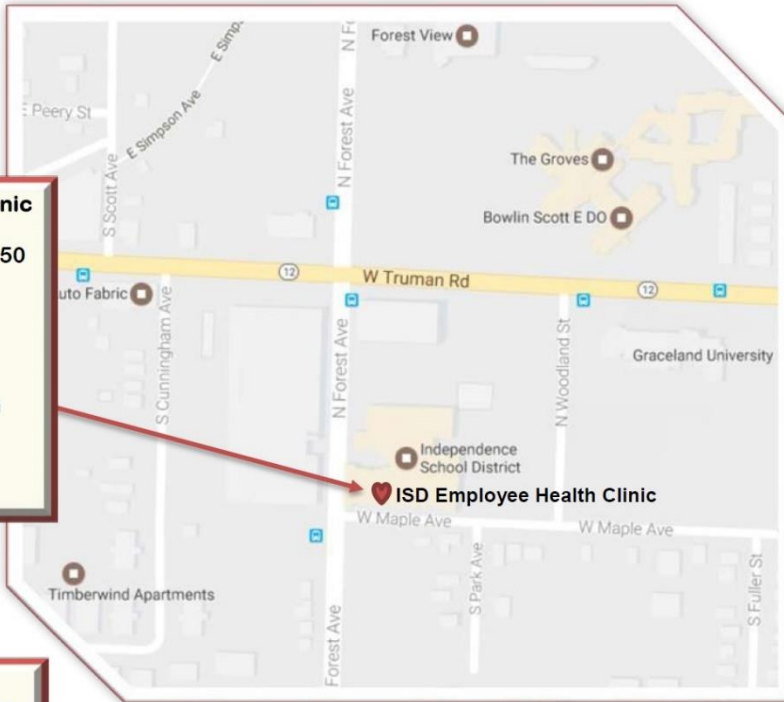 N F
Forest View
E Simp
E Peery St
E Simpson Ave
S Scott Ave
N Forest Ave
The Groves
Bowlin Scott E DO
nic
50
12
W Truman Rd
12
uto Fabric
S Cunningham Ave
N Forest Ave
N Woodland St
Graceland University
Independence
School District
ISD Employee Health Clinic
W Maple Ave
W Maple Ave
S Park Ave
S Fuller St
Timberwind Apartments
Forest Ave